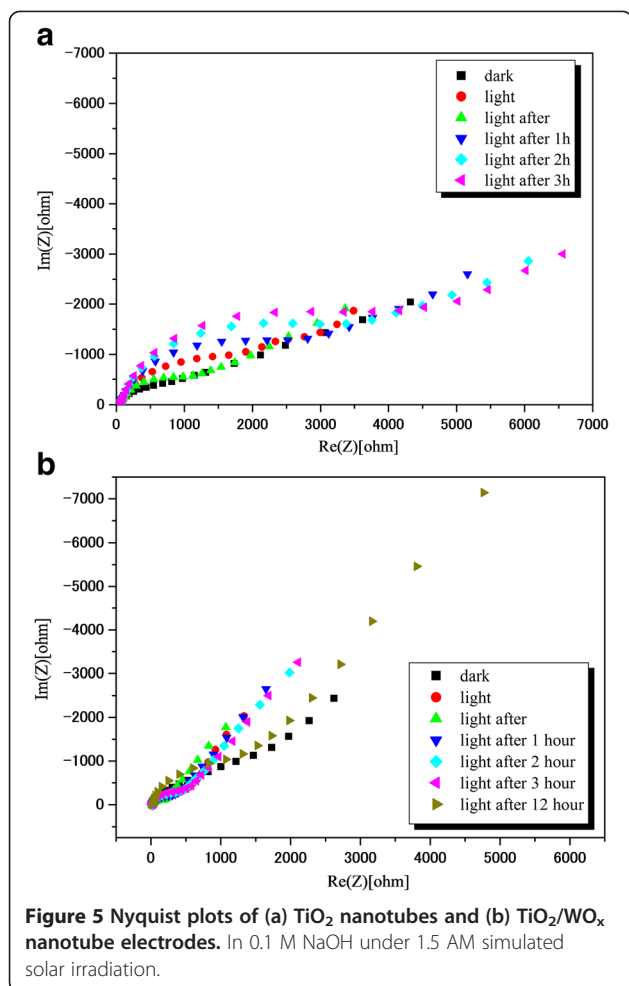 a
-7000
-6000
-5000
-4000
-3000
-2000
-1000
0
Im(Z)[ohm]
dark
light
light after
light after 1h
light after 2h
light after 3h
0 1000 2000 3000 4000 5000 6000 7000
Re(Z)[ohm]
b
-7000
-6000
-5000
-4000
-3000
-2000
-1000
0
Im(Z)[ohm]
dark
light
light after
light after 1 hour
light after 2 hour
light after 3 hour
light after 12 hour
0 1000 2000 3000 4000 5000 6000
Re(Z)[ohm]
Figure 5 Nyquist plots of (a) TiO₂ nanotubes and (b) TiO₂/WOₓ
nanotube electrodes. In 0.1 M NaOH under 1.5 AM simulated
solar irradiation.